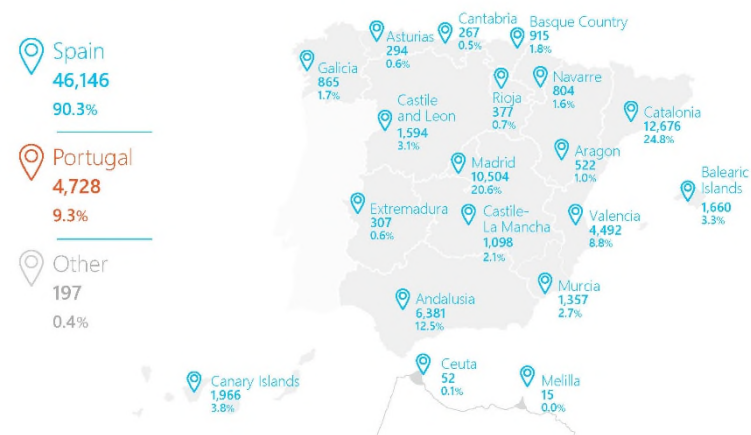 Spain
46,146
90.3%
Portugal
4,728
9.3%
Other
197
0.4%
Galicia
865
1.7%
Asturias
294
0.6%
Cantabria
267
0.5%
Basque Country
915
1.8%
Rioja
377
0.7%
Navarre
804
1.6%
Catalonia
12,676
24.8%
Castile
and Leon
1,594
3.1%
Aragon
522
1.0%
Madrid
10,504
20.6%
Balearic
Islands
1,660
3.3%
Extremadura
307
0.6%
Castile-
La Mancha
1,098
2.1%
Valencia
4,492
8.8%
Murcia
1,357
2.7%
Andalusia
6,381
12.5%
Canary Islands
1,966
3.8%
Ceuta
52
0.1%
Melilla
15
0.0%